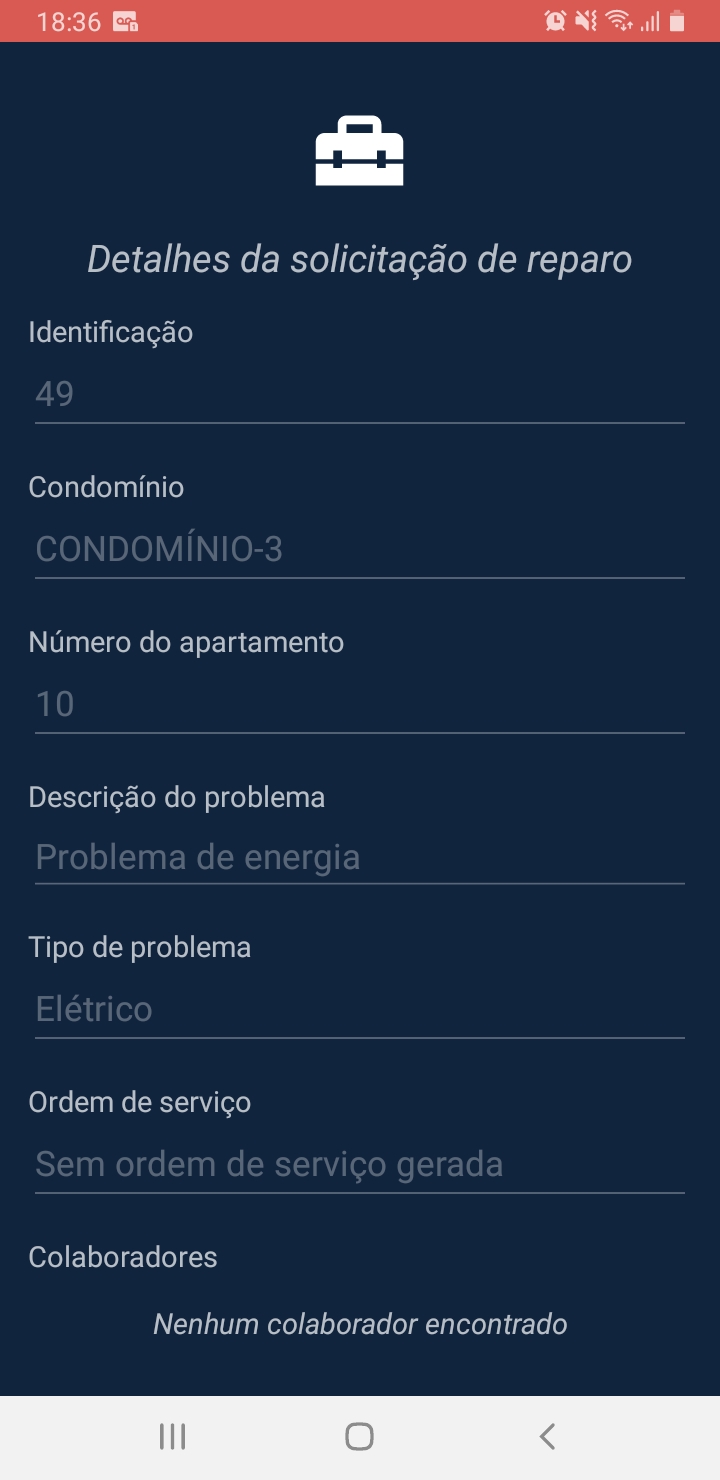 18:36
Detalhes da solicitação de reparo
Identificação
49
Condomínio
CONDOMÍNIO-3
Número do apartamento
10
Descrição do problema
Problema de energia
Tipo de problema
Elétrico
Ordem de serviço
Sem ordem de serviço gerada
Colaboradores
Nenhum colaborador encontrado